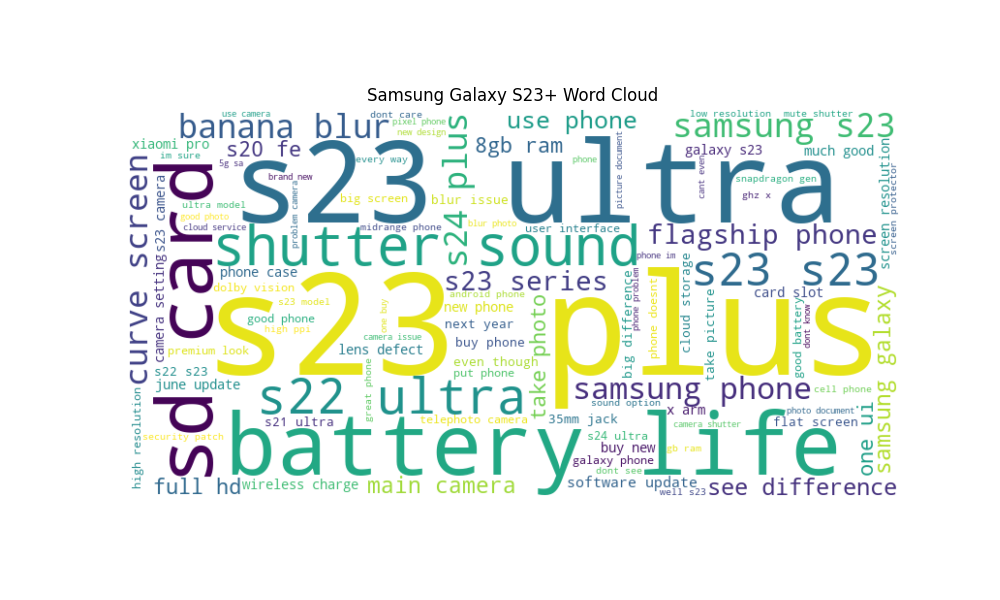 Samsung Galaxy S23+ Word Cloud
use camera
dont care
low resolution
mute shutter
banana blur
pixel phone
new design
use phone
samsung s23
xiaomi pro
im sure
s20 fe
5g sa
every way
s24 plus
8gb ram
phone
picture document
galaxy s23
cant even
much good
screen resolution
screen protector
brand new
snapdragon gen
ghz x
s23 ultra
curve screen
s23 camera
sd card
ultra model
good photo
cloud service
problem camera
big screen
midrange phone
blur issue
blur photo
user interface
shutter sound
flagship phone
phone im
phone case
s23 series
s23 s23
camera setting
dolby vision
s23 model
android phone
new phone
good phone
high ppi
one buy
camera issue
next year
buy phone
s23 plus
take photo
big difference
phone problem
phone doesnt
cloud storage
take picture
card slot
good battery
dont know
samsung galaxy
premium look
lens defect
even though
put phone
s22 s23
june update
great phone
s22 ultra
samsung phone
cell phone
sound option
high resolution
s21 ultra
telephoto camera
35mm jack
x arm
camera shutter
photo document'
flat screen
one ui
security patch
battery life
s24 ultra
buy new
gb ram
galaxy phone
dont see
full hd
wireless charge
main camera
software update
well s23
see difference